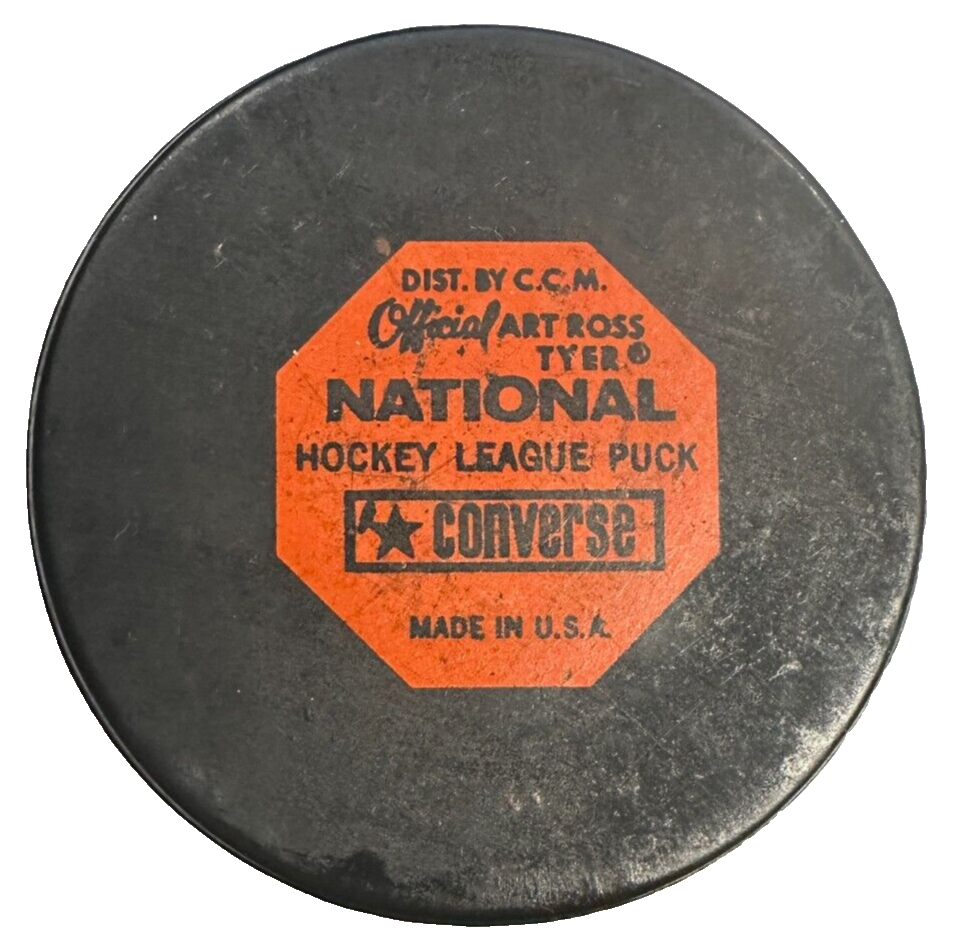 DIST. BY C.C.M.
Official ART ROSS
TYER®
NATIONAL
HOCKEY LEAGUE PUCK
CONVERSE
MADE IN U.S.A.